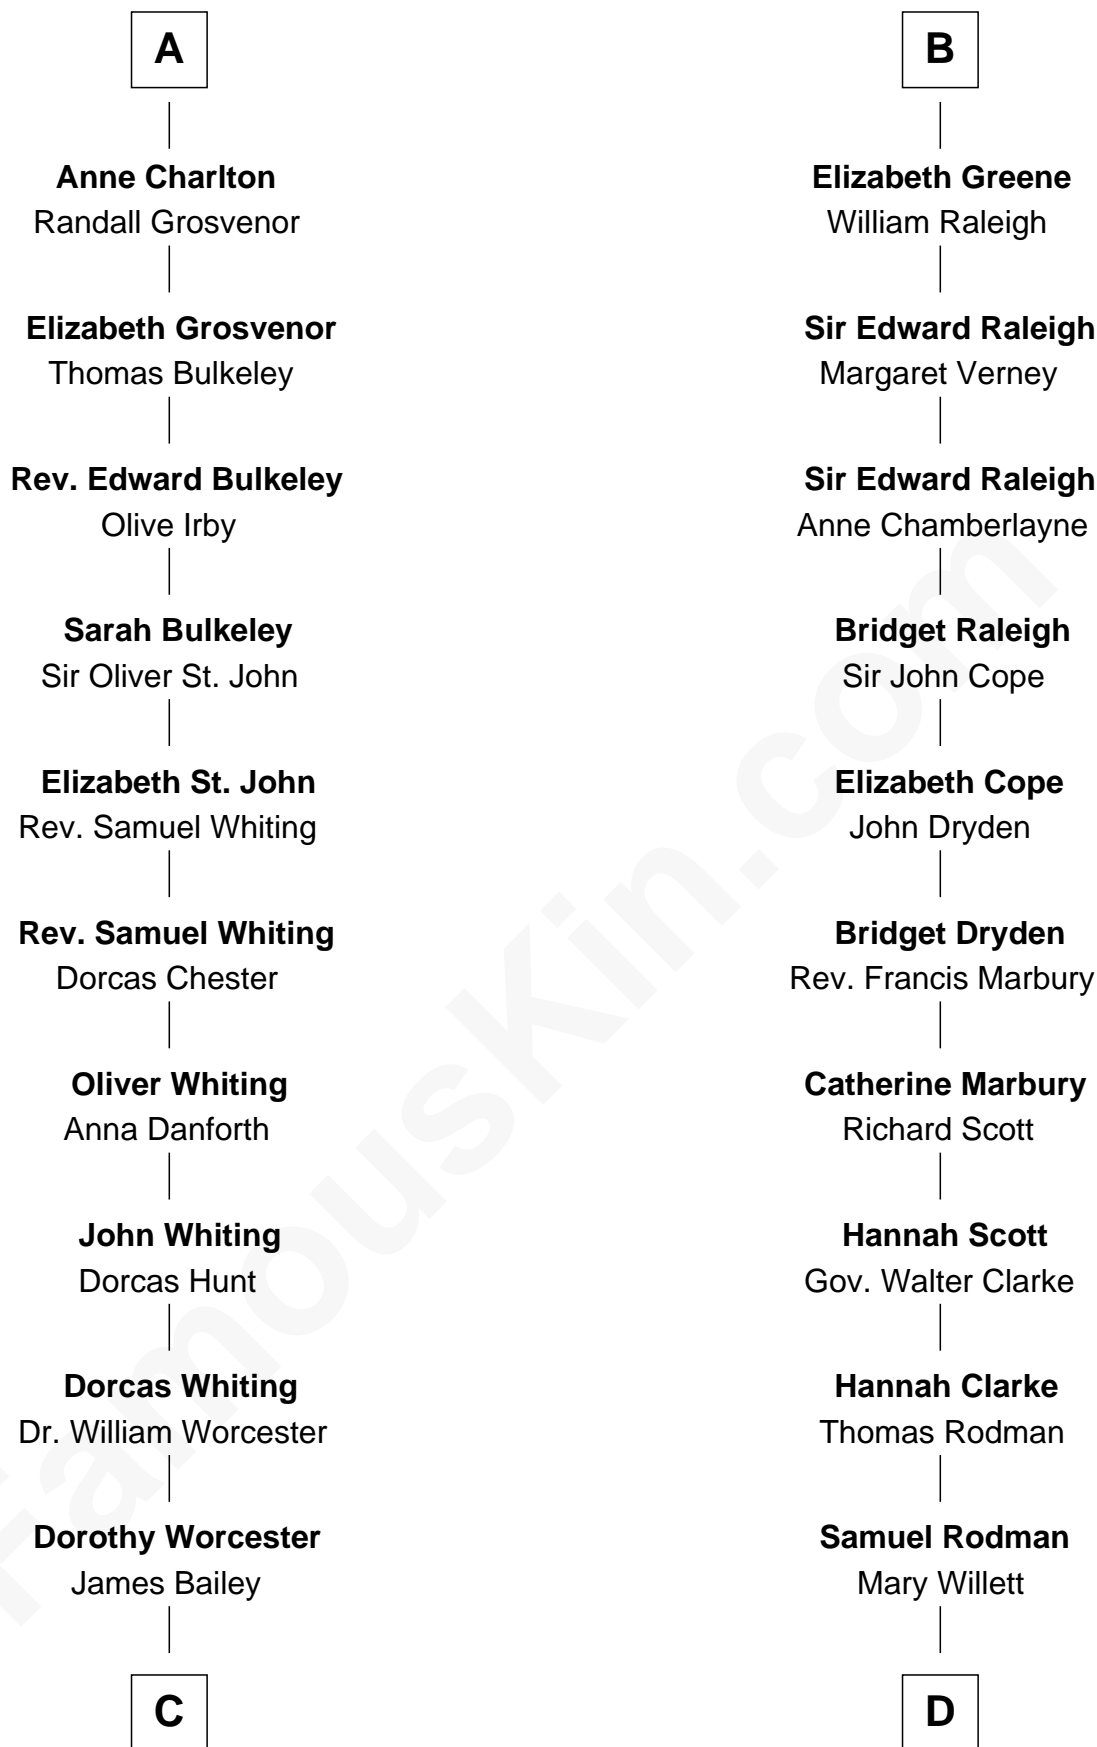 A
Anne Charlton
Randall Grosvenor
Elizabeth Grosvenor
Thomas Bulkeley
Rev. Edward Bulkeley
Olive Irby
Sarah Bulkeley
Sir Oliver St. John
Elizabeth St. John
Rev. Samuel Whiting
Rev. Samuel Whiting
Dorcas Chester
Oliver Whiting
Anna Danforth
John Whiting
Dorcas Hunt
Dorcas Whiting
Dr. William Worcester
Dorothy Worcester
James Bailey
C
B
Elizabeth Greene
William Raleigh
Sir Edward Raleigh
Margaret Verney
Sir Edward Raleigh
Anne Chamberlayne
Bridget Raleigh
Sir John Cope
Elizabeth Cope
John Dryden
Bridget Dryden
Rev. Francis Marbury
Catherine Marbury
Richard Scott
Hannah Scott
Gov. Walter Clarke
Hannah Clarke
Thomas Rodman
Samuel Rodman
Mary Willett
D
FamousKin.com